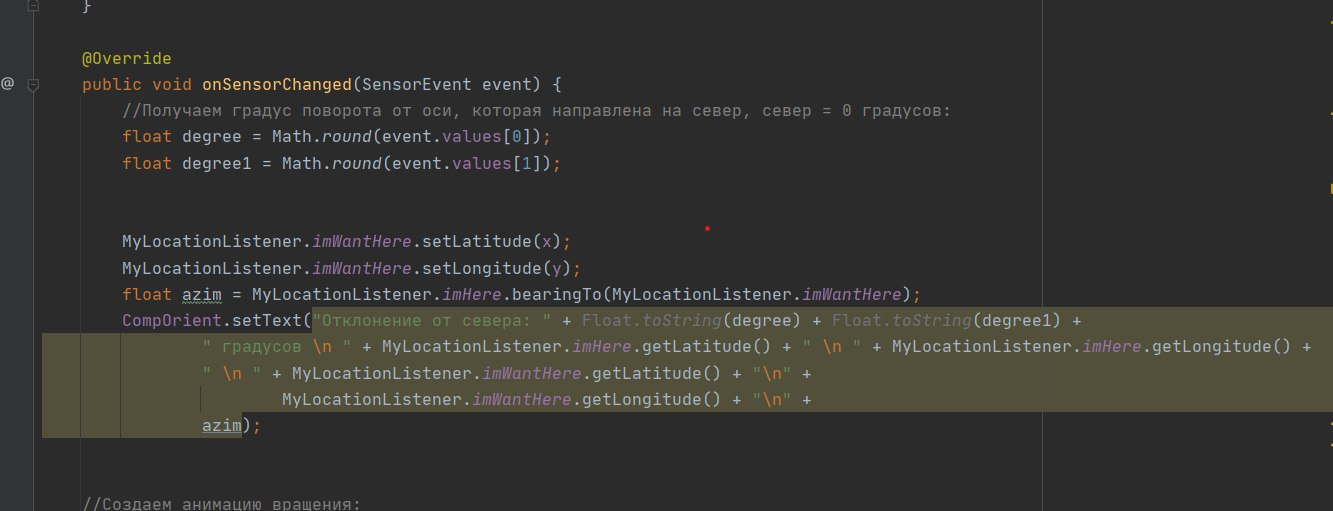 }
@Override
@ public void onSensorChanged(SensorEvent event) {
//Получаем градус поворота от оси, которая направлена на север, север = 0 градусов:
float degree = Math.round(event.values[0]);
float degree1 = Math.round(event.values[1]);
MyLocationListener.imWantHere.setLatitude(x);
MyLocationListener.imWantHere.setLongitude(y);
float azim = MyLocationListener.imHere.bearingTo(MyLocationListener.imWantHere);
CompOrient.setText("Отклонение от севера: " + Float.toString(degree) + Float.toString(degree1) +
" градусов \n " + MyLocationListener.imHere.getLatitude() + " \n " + MyLocationListener.imHere.getLongitude() +
" \n " + MyLocationListener.imWantHere.getLatitude() + "\n" +
MyLocationListener.imWantHere.getLongitude() + "\n" +
azim);
//Создаем анимацию вращения: